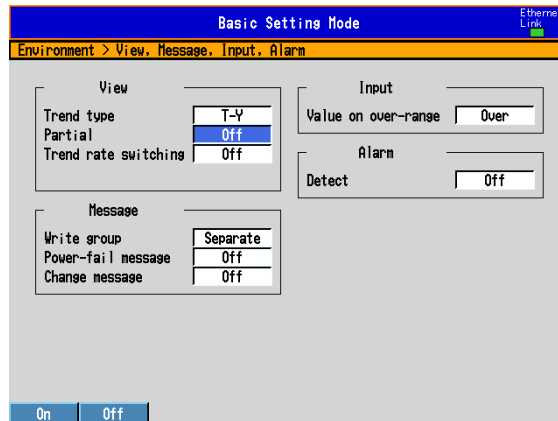 Basic Setting Mode
Etherne
Link
Environment > View, Message, Input, Alarm
View
Trend type T-Y
Partial Off
Trend rate switching Off
Message
Write group Separate
Power-fail message Off
Change message Off
Input
Value on over-range Over
Alarm
Detect Off
On Off